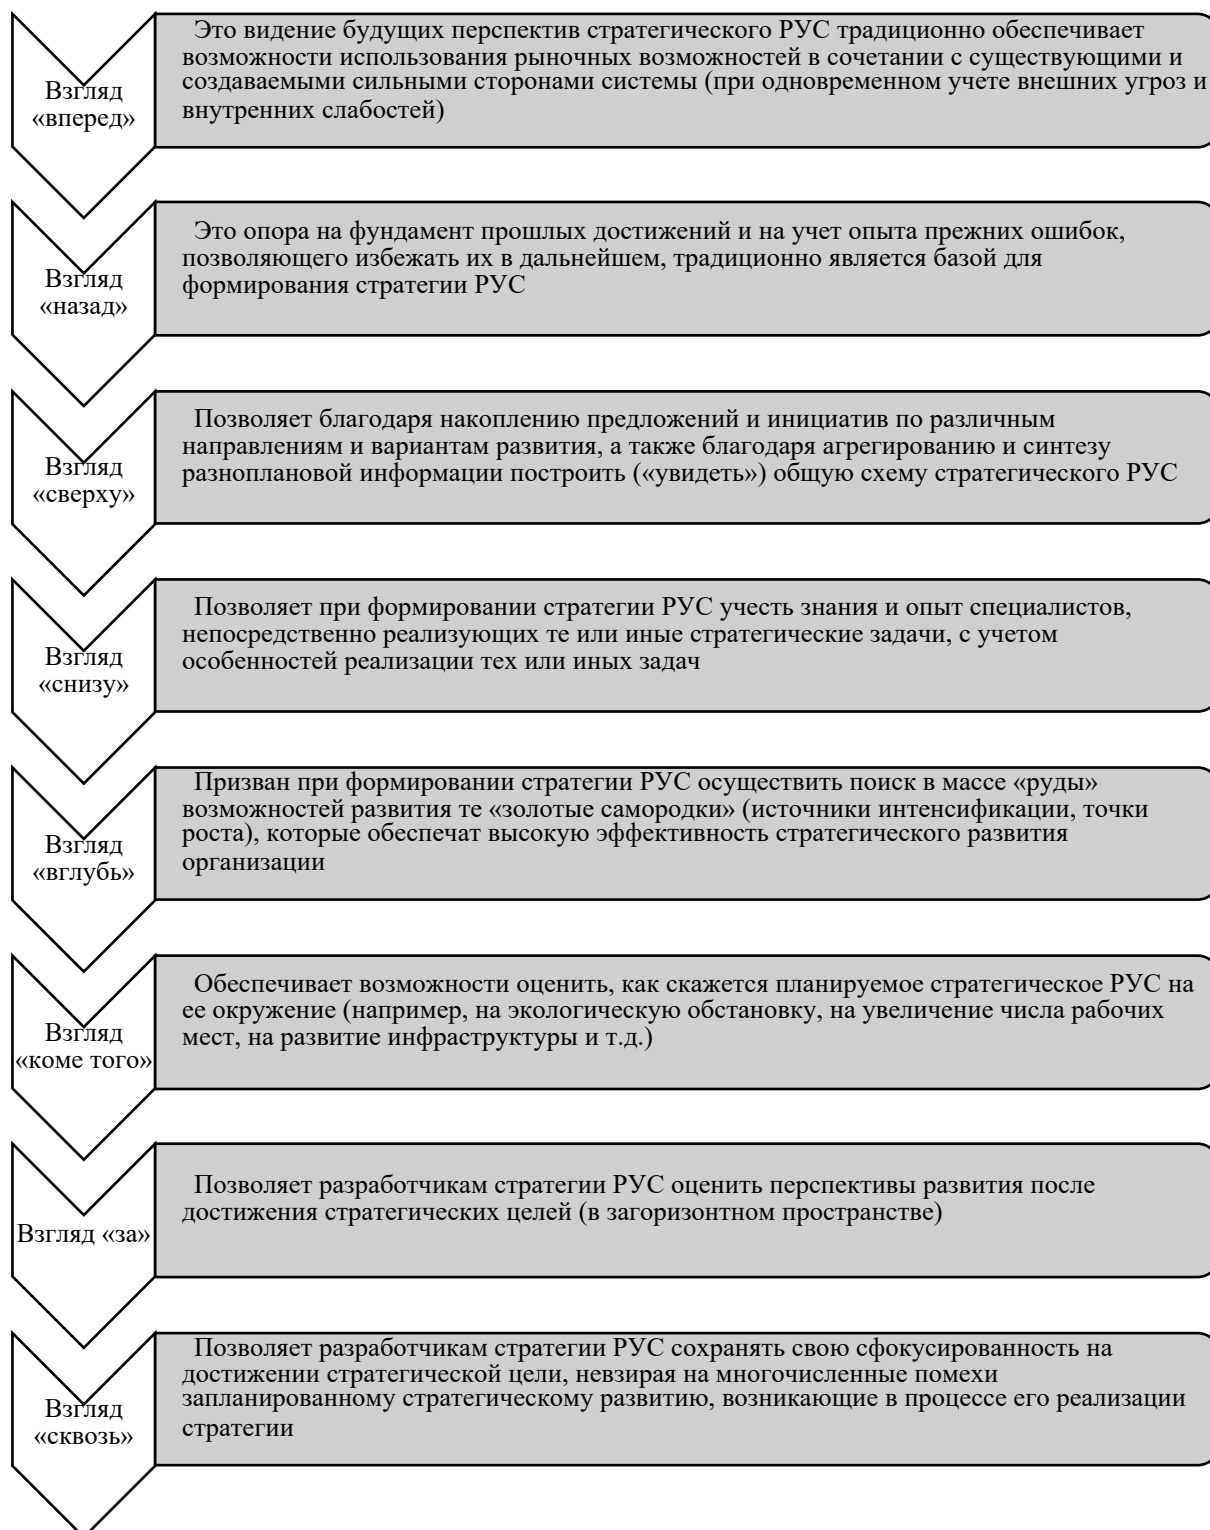 Взгляд
«вперед»
Это видение будущих перспектив стратегического РУС традиционно обеспечивает
возможности использования рыночных возможностей в сочетании с существующими и
создаваемыми сильными сторонами системы (при одновременном учете внешних угроз и
внутренних слабостей)
Взгляд
«назад»
Это опора на фундамент прошлых достижений и на учет опыта прежних ошибок,
позволяющего избежать их в дальнейшем, традиционно является базой для
формирования стратегии РУС
Взгляд
«сверху»
Позволяет благодаря накоплению предложений и инициатив по различным
направлениям и вариантам развития, а также благодаря агрегированию и синтезу
разноплановой информации построить («увидеть») общую схему стратегического РУС
Взгляд
«снизу»
Позволяет при формировании стратегии РУС учесть знания и опыт специалистов,
непосредственно реализующих те или иные стратегические задачи, с учетом
особенностей реализации тех или иных задач
Взгляд
«вглубь»
Призван при формировании стратегии РУС осуществить поиск в массе «руды»
возможностей развития те «золотые самородки» (источники интенсификации, точки
роста), которые обеспечат высокую эффективность стратегического развития
организации
Взгляд
«коме того»
Обеспечивает возможности оценить, как скажется планируемое стратегическое РУС на
ее окружение (например, на экологическую обстановку, на увеличение числа рабочих
мест, на развитие инфраструктуры и т.д.)
Взгляд «за»
Позволяет разработчикам стратегии РУС оценить перспективы развития после
достижения стратегических целей (в загоризонтном пространстве)
Взгляд
«сквозь»
Позволяет разработчикам стратегии РУС сохранять свою сфокусированность на
достижении стратегической цели, невзирая на многочисленные помехи
запланированному стратегическому развитию, возникающие в процессе его реализации
стратегии